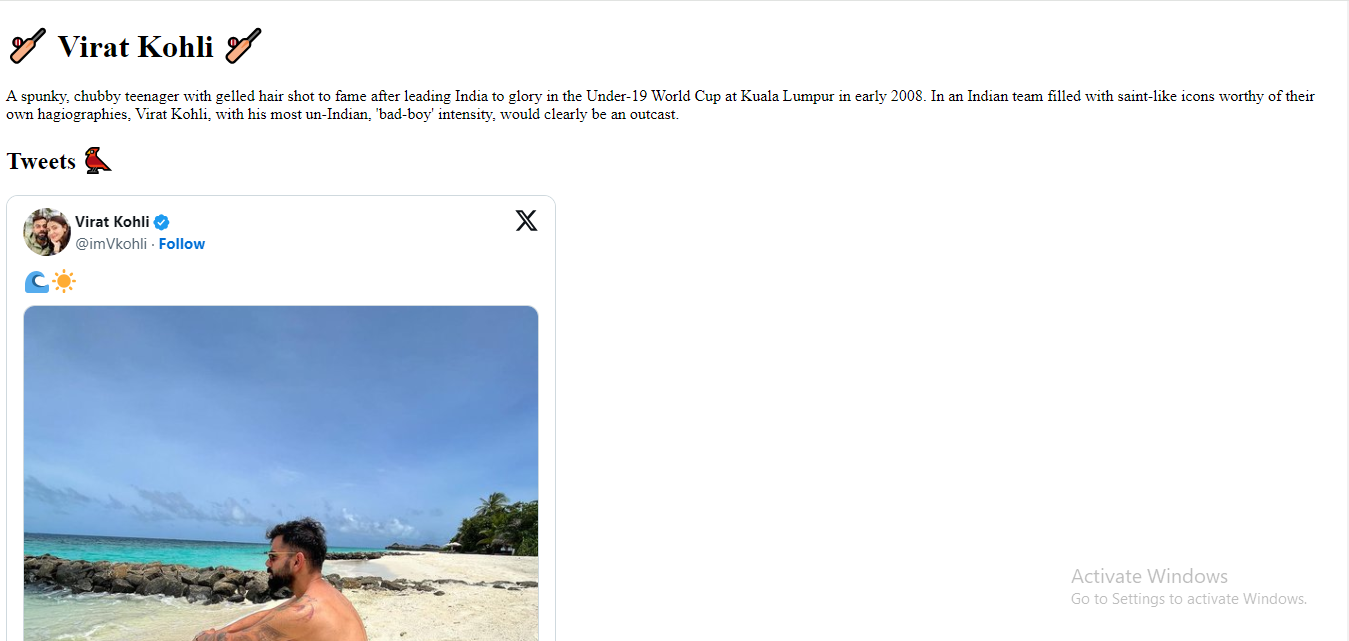 🏏 Virat Kohli 🏏
A spunky, chubby teenager with gelled hair shot to fame after leading India to glory in the Under-19 World Cup at Kuala Lumpur in early 2008. In an Indian team filled with saint-like icons worthy of their
own hagiographies, Virat Kohli, with his most un-Indian, 'bad-boy' intensity, would clearly be an outcast.
Tweets
Virat Kohli
@imVkohli · Follow
🌊☀️
Activate Windows
Go to Settings to activate Windows.